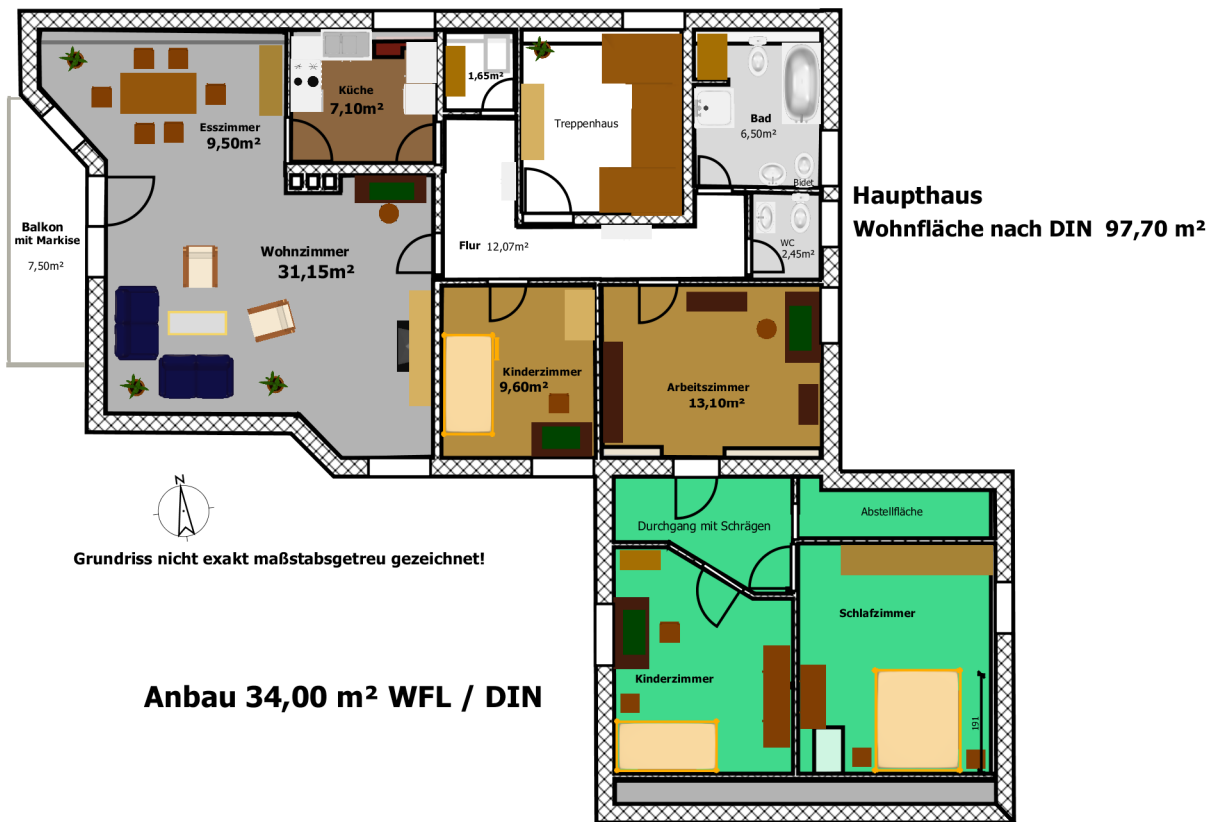 1,65m²
Küche
7,10m²
Esszimmer
9,50m²
Treppenhaus
Bad
6,50m²
Bidet
Haupthaus
Wohnfläche nach DIN 97,70 m²
Balkon
mit Markise
7,50m²
Wohnzimmer
31,15m²
Flur 12,07m²
WC
2,45m²
Kinderzimmer
9,60m²
Arbeitszimmer
13,10m²
N
Grundriss nicht exakt maßstabsgetreu gezeichnet!
Durchgang mit Schrägen
Abstellfläche
Schlafzimmer
Kinderzimmer
191
Anbau 34,00 m² WFL / DIN